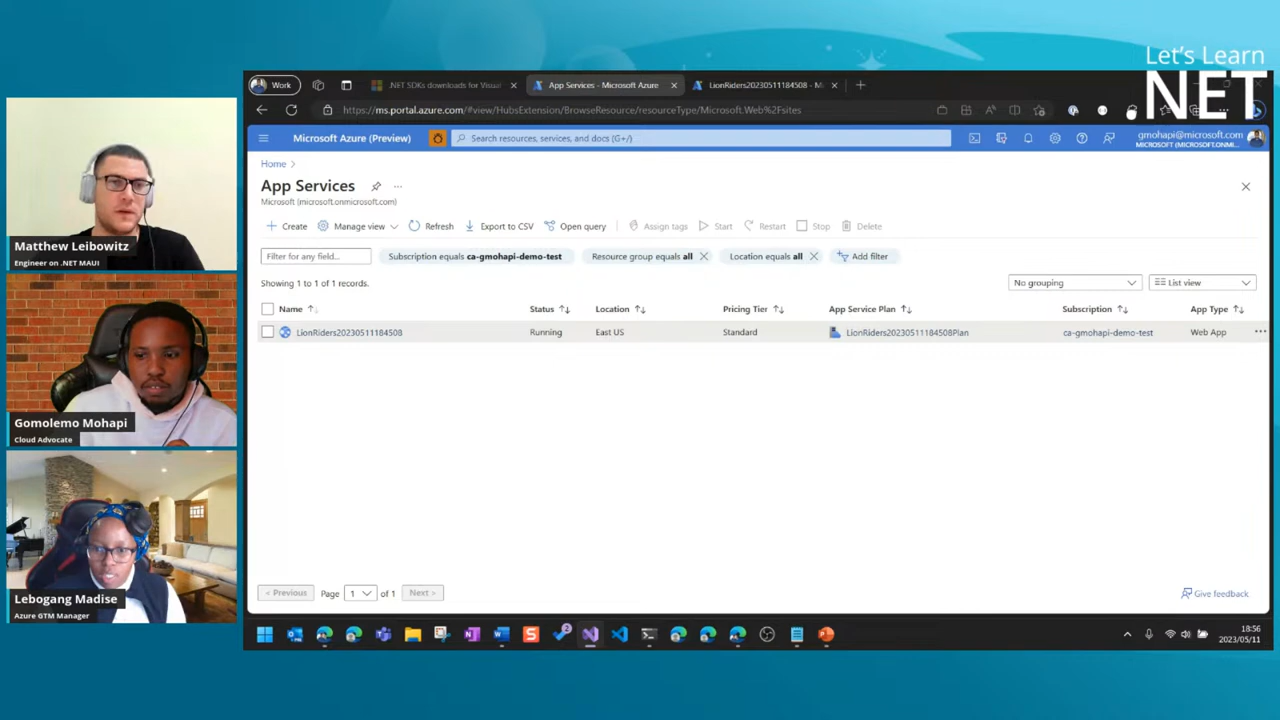 Let's Learn
.NET
Matthew Leibowitz
Engineer on .NET MAUI
Gomolemo Mohapi
Cloud Advocate
Lebogang Madise
Azure GTM Manager
Work
.NET SDKs downloads for Visual
App Services - Microsoft Azure
LionRiders20230511184508 - M
https://ms.portal.azure.com/#view/HubsExtension/BrowseResource/resourceType/Microsoft.Web%2Fsites
Microsoft Azure (Preview)
Search resources, services, and docs (G+/)
gmohapi@microsoft.com
MICROSOFT (MICROSOFT.ONMI...
Home
App Services
Microsoft (microsoft.onmicrosoft.com)
Create Manage view Refresh Export to CSV Open query Assign tags Start Restart Stop Delete
Filter for any field... Subscription equals ca-gmohapi-demo-test Resource group equals all Location equals all Add filter
Showing 1 to 1 of 1 records.
No grouping List view
Name Status Location Pricing Tier App Service Plan Subscription App Type
LionRiders20230511184508 Running East US Standard LionRiders20230511184508Plan ca-gmohapi-demo-test Web App
< Previous Page 1 of 1 Next >
Give feedback
18:56
2023/05/11